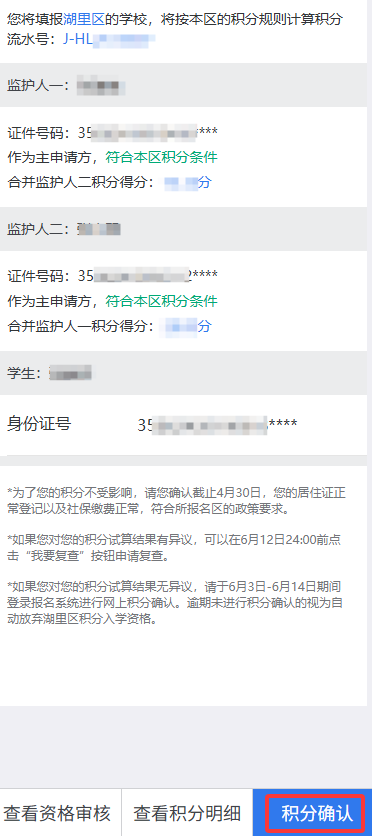 您将填报湖里区的学校，将按本区的积分规则计算积分
流水号：J-HL
监护人一：
证件号码：35****
作为主申请方，符合本区积分条件
合并监护人二积分得分：分
监护人二：
证件号码：352****
作为主申请方，符合本区积分条件
合并监护人一积分得分：分
学生：
身份证号 35****
*为了您的积分不受影响，请您确认截止4月30日，您的居住证正
常登记以及社保缴费正常，符合所报名区的政策要求。
*如果您对您的积分试算结果有异议，可以在6月12日24:00前点
击“我要复查”按钮申请复查。
*如果您对您的积分试算结果无异议，请于6月3日-6月14日期间
登录报名系统进行网上积分确认。逾期未进行积分确认的视为自
动放弃湖里区积分入学资格。
查看资格审核 查看积分明细 积分确认